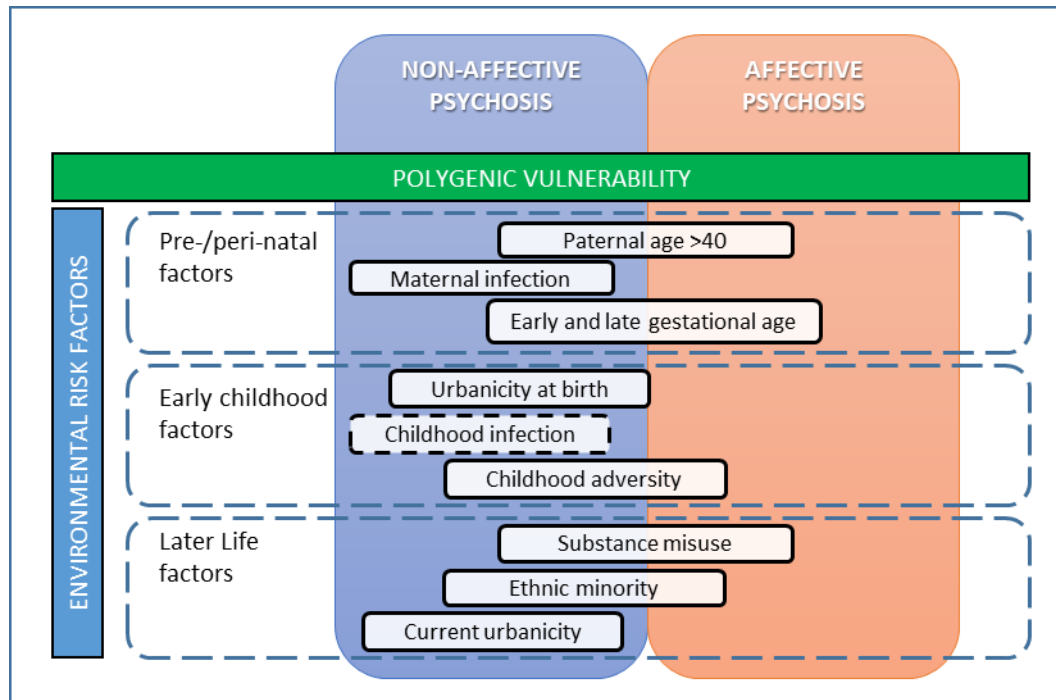 NON-AFFECTIVE
PSYCHOSIS
AFFECTIVE
PSYCHOSIS
POLYGENIC VULNERABILITY
ENVIRONMENTAL RISK FACTORS
Pre-/peri-natal
factors
Paternal age >40
Maternal infection
Early and late gestational age
Early childhood
factors
Urbanicity at birth
Childhood infection
Childhood adversity
Later Life
factors
Substance misuse
Ethnic minority
Current urbanicity